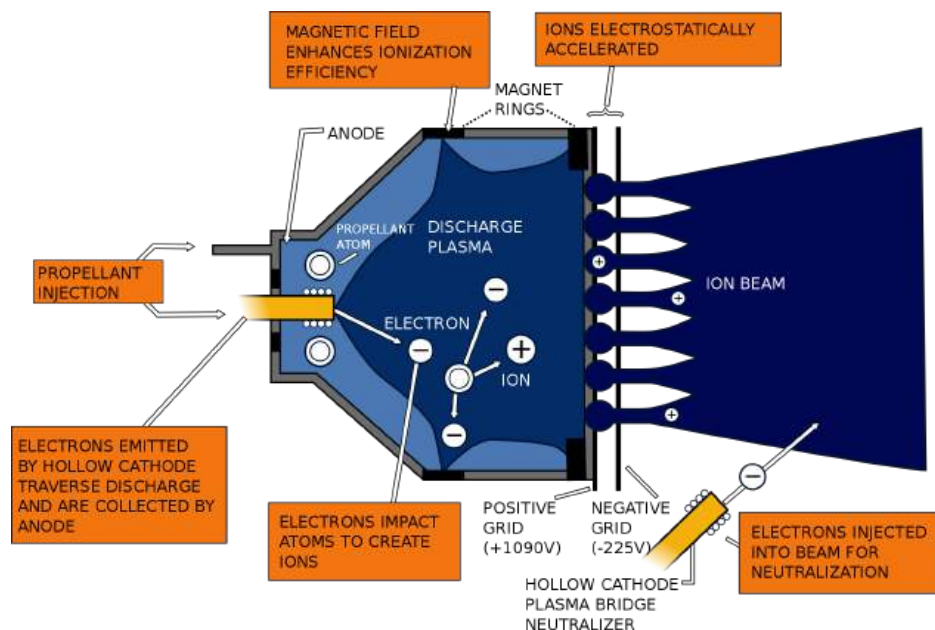 MAGNETIC FIELD
ENHANCES IONIZATION
EFFICIENCY
IONS ELECTROSTATICALLY
ACCELERATED
MAGNET
RINGS
ANODE
PROPELLANT
ATOM
DISCHARGE
PLASMA
PROPELLANT
INJECTION
ION BEAM
ELECTRON
ION
ELECTRONS EMITTED
BY HOLLOW CATHODE
TRAVERSE DISCHARGE
AND ARE COLLECTED BY
ANODE
ELECTRONS IMPACT
ATOMS TO CREATE
IONS
POSITIVE
GRID
(+1090V)
NEGATIVE
GRID
(-225V)
HOLLOW CATHODE
PLASMA BRIDGE
NEUTRALIZER
ELECTRONS INJECTED
INTO BEAM FOR
NEUTRALIZATION